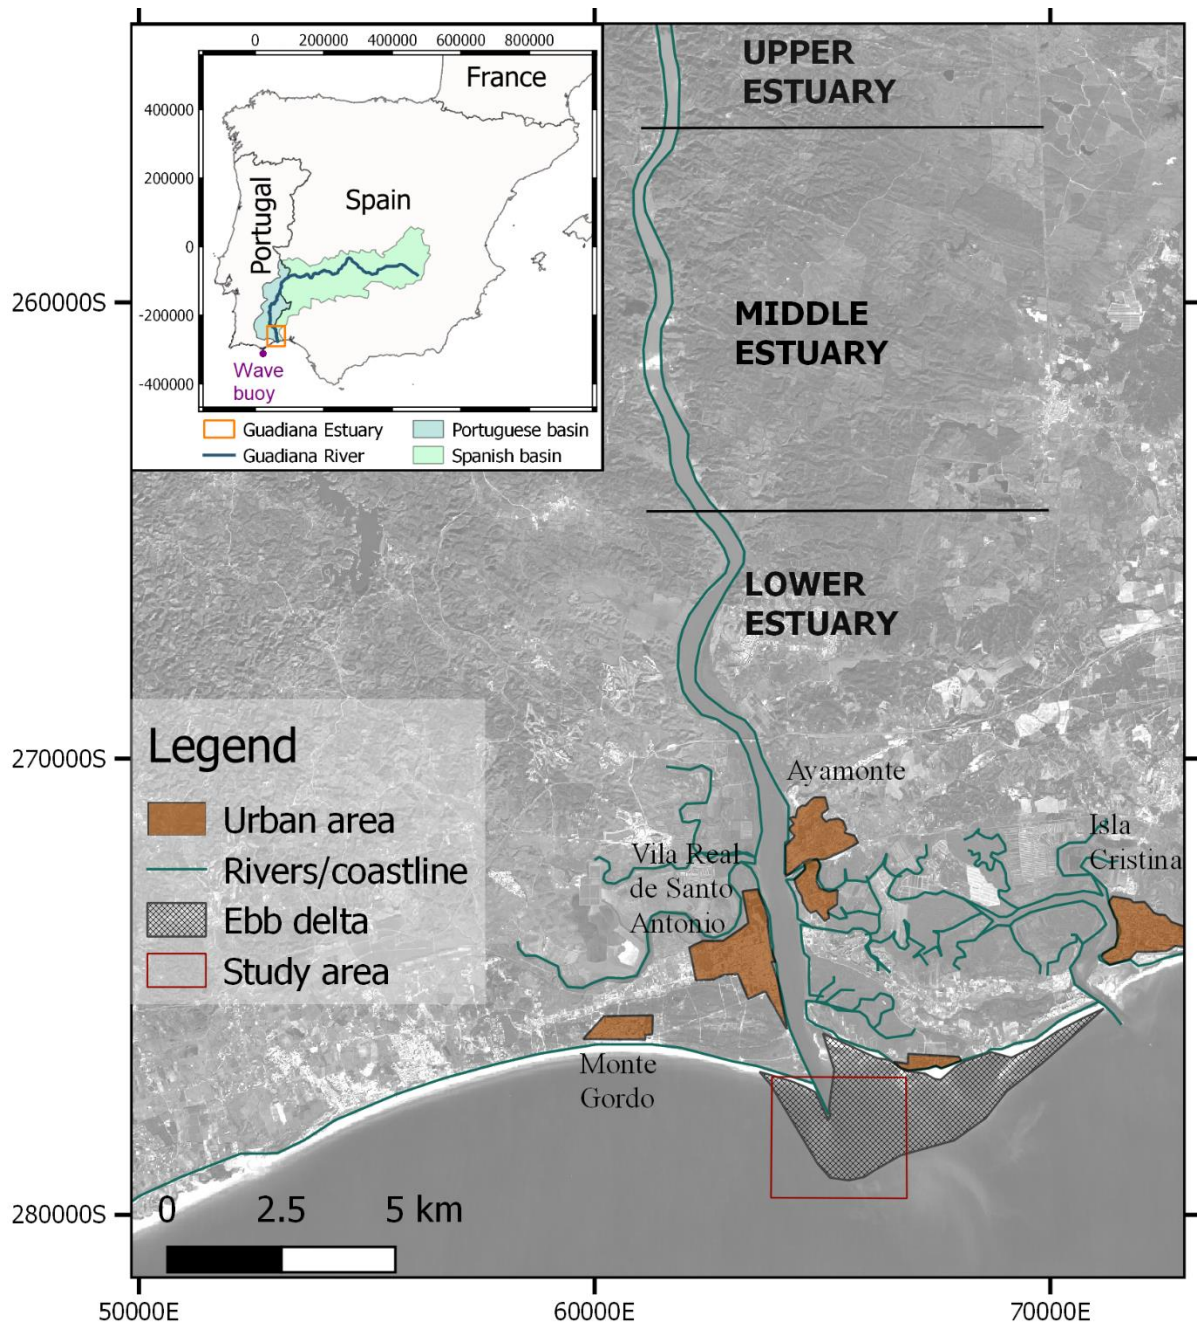 0 200000 400000 600000 800000
400000
200000
0
-200000
-400000
France
Spain
Portugal
Wave
buoy
Guadiana Estuary
Portuguese basin
Guadiana River
Spanish basin
UPPER
ESTUARY
MIDDLE
ESTUARY
LOWER
ESTUARY
260000S
270000S
280000S
Legend
Urban area
Rivers/coastline
Ebb delta
Study area
Ayamonte
Isla
Cristina
Vila Real
de Santo
Antonio
Monte
Gordo
0 2.5 5 km
50000E 60000E 70000E